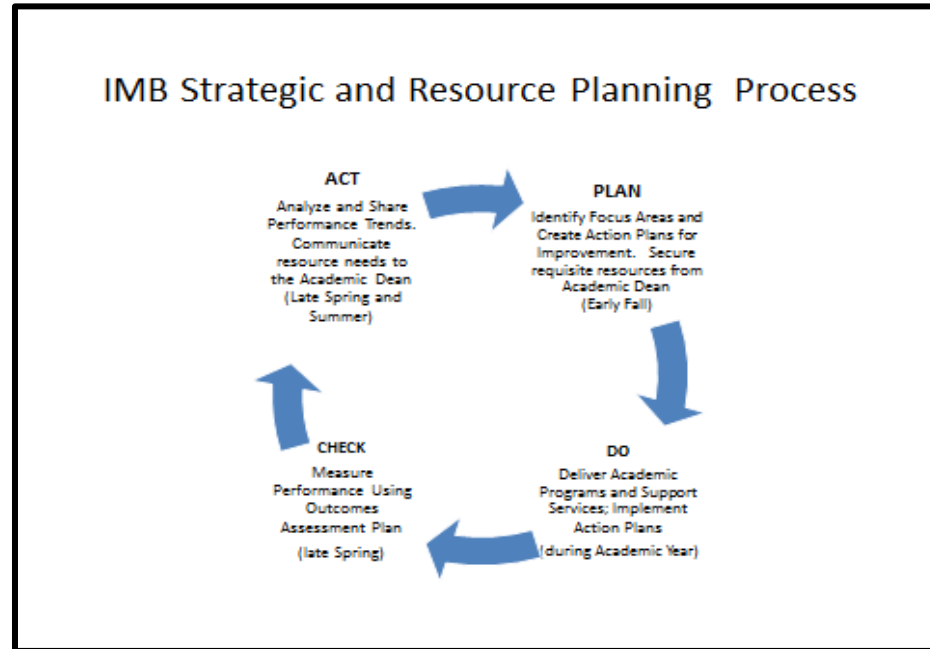 IMB Strategic and Resource Planning Process
ACT
Analyze and Share
Performance Trends.
Communicate
resource needs to
the Academic Dean
(Late Spring and
Summer)
PLAN
Identify Focus Areas and
Create Action Plans for
Improvement. Secure
requisite resources from
Academic Dean
(Early Fall)
DO
Deliver Academic
Programs and Support
Services; Implement
Action Plans
(during Academic Year)
CHECK
Measure
Performance Using
Outcomes
Assessment Plan
(late Spring)